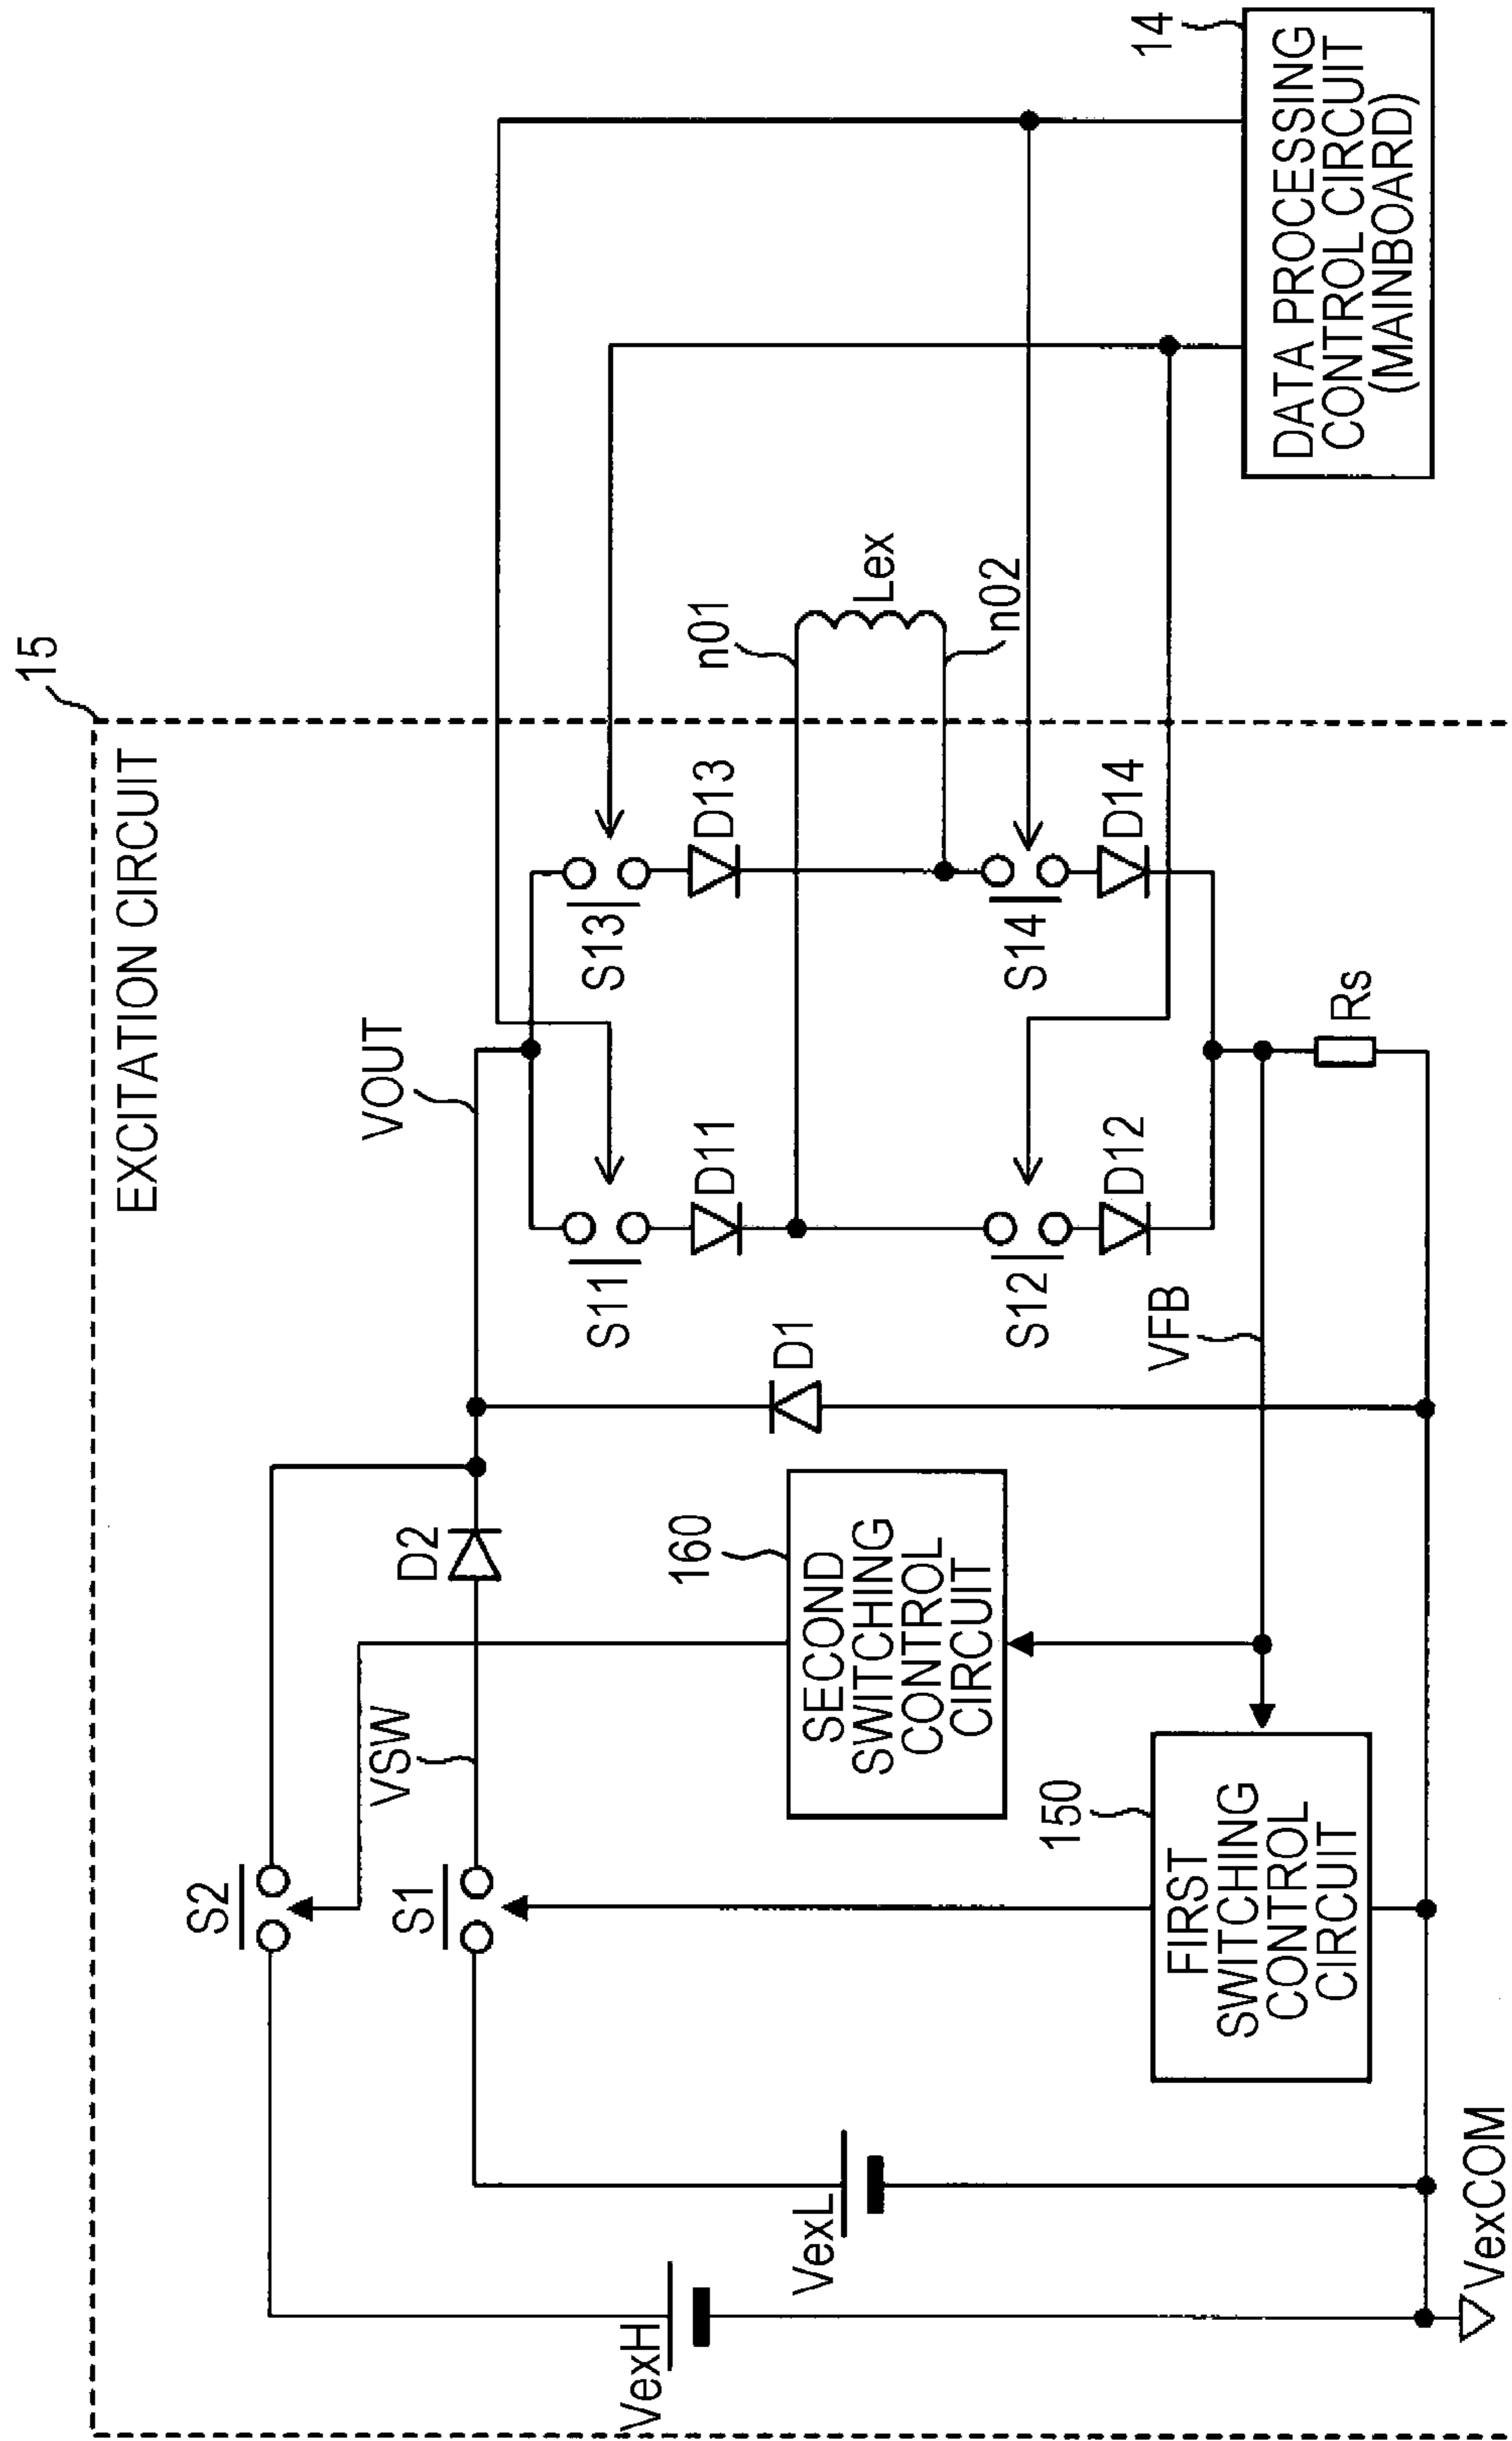 15
EXCITATION CIRCUIT
S2
VOUT
S1
VSW
D2
S11
S13
D11
D13
n01
Lex
n02
14
VexH
VexL
160
SECOND
SWITCHING
CONTROL
CIRCUIT
D1
S12
S14
D12
D14
150
FIRST
SWITCHING
CONTROL
CIRCUIT
VFB
Rs
DATA PROCESSING
CONTROL CIRCUIT
(MAINBOARD)
VexCOM